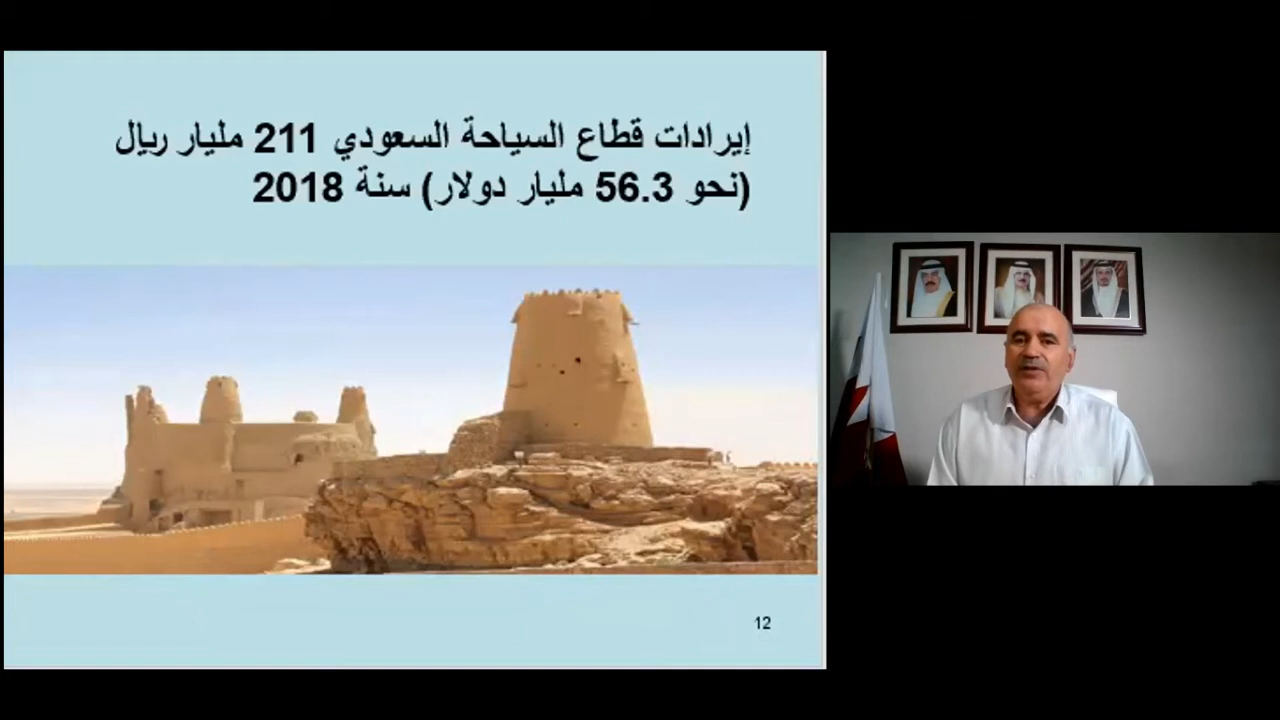 إيرادات قطاع السياحة السعودي 211 مليار ريال
(نحو 56.3 مليار دولار) سنة 2018
12